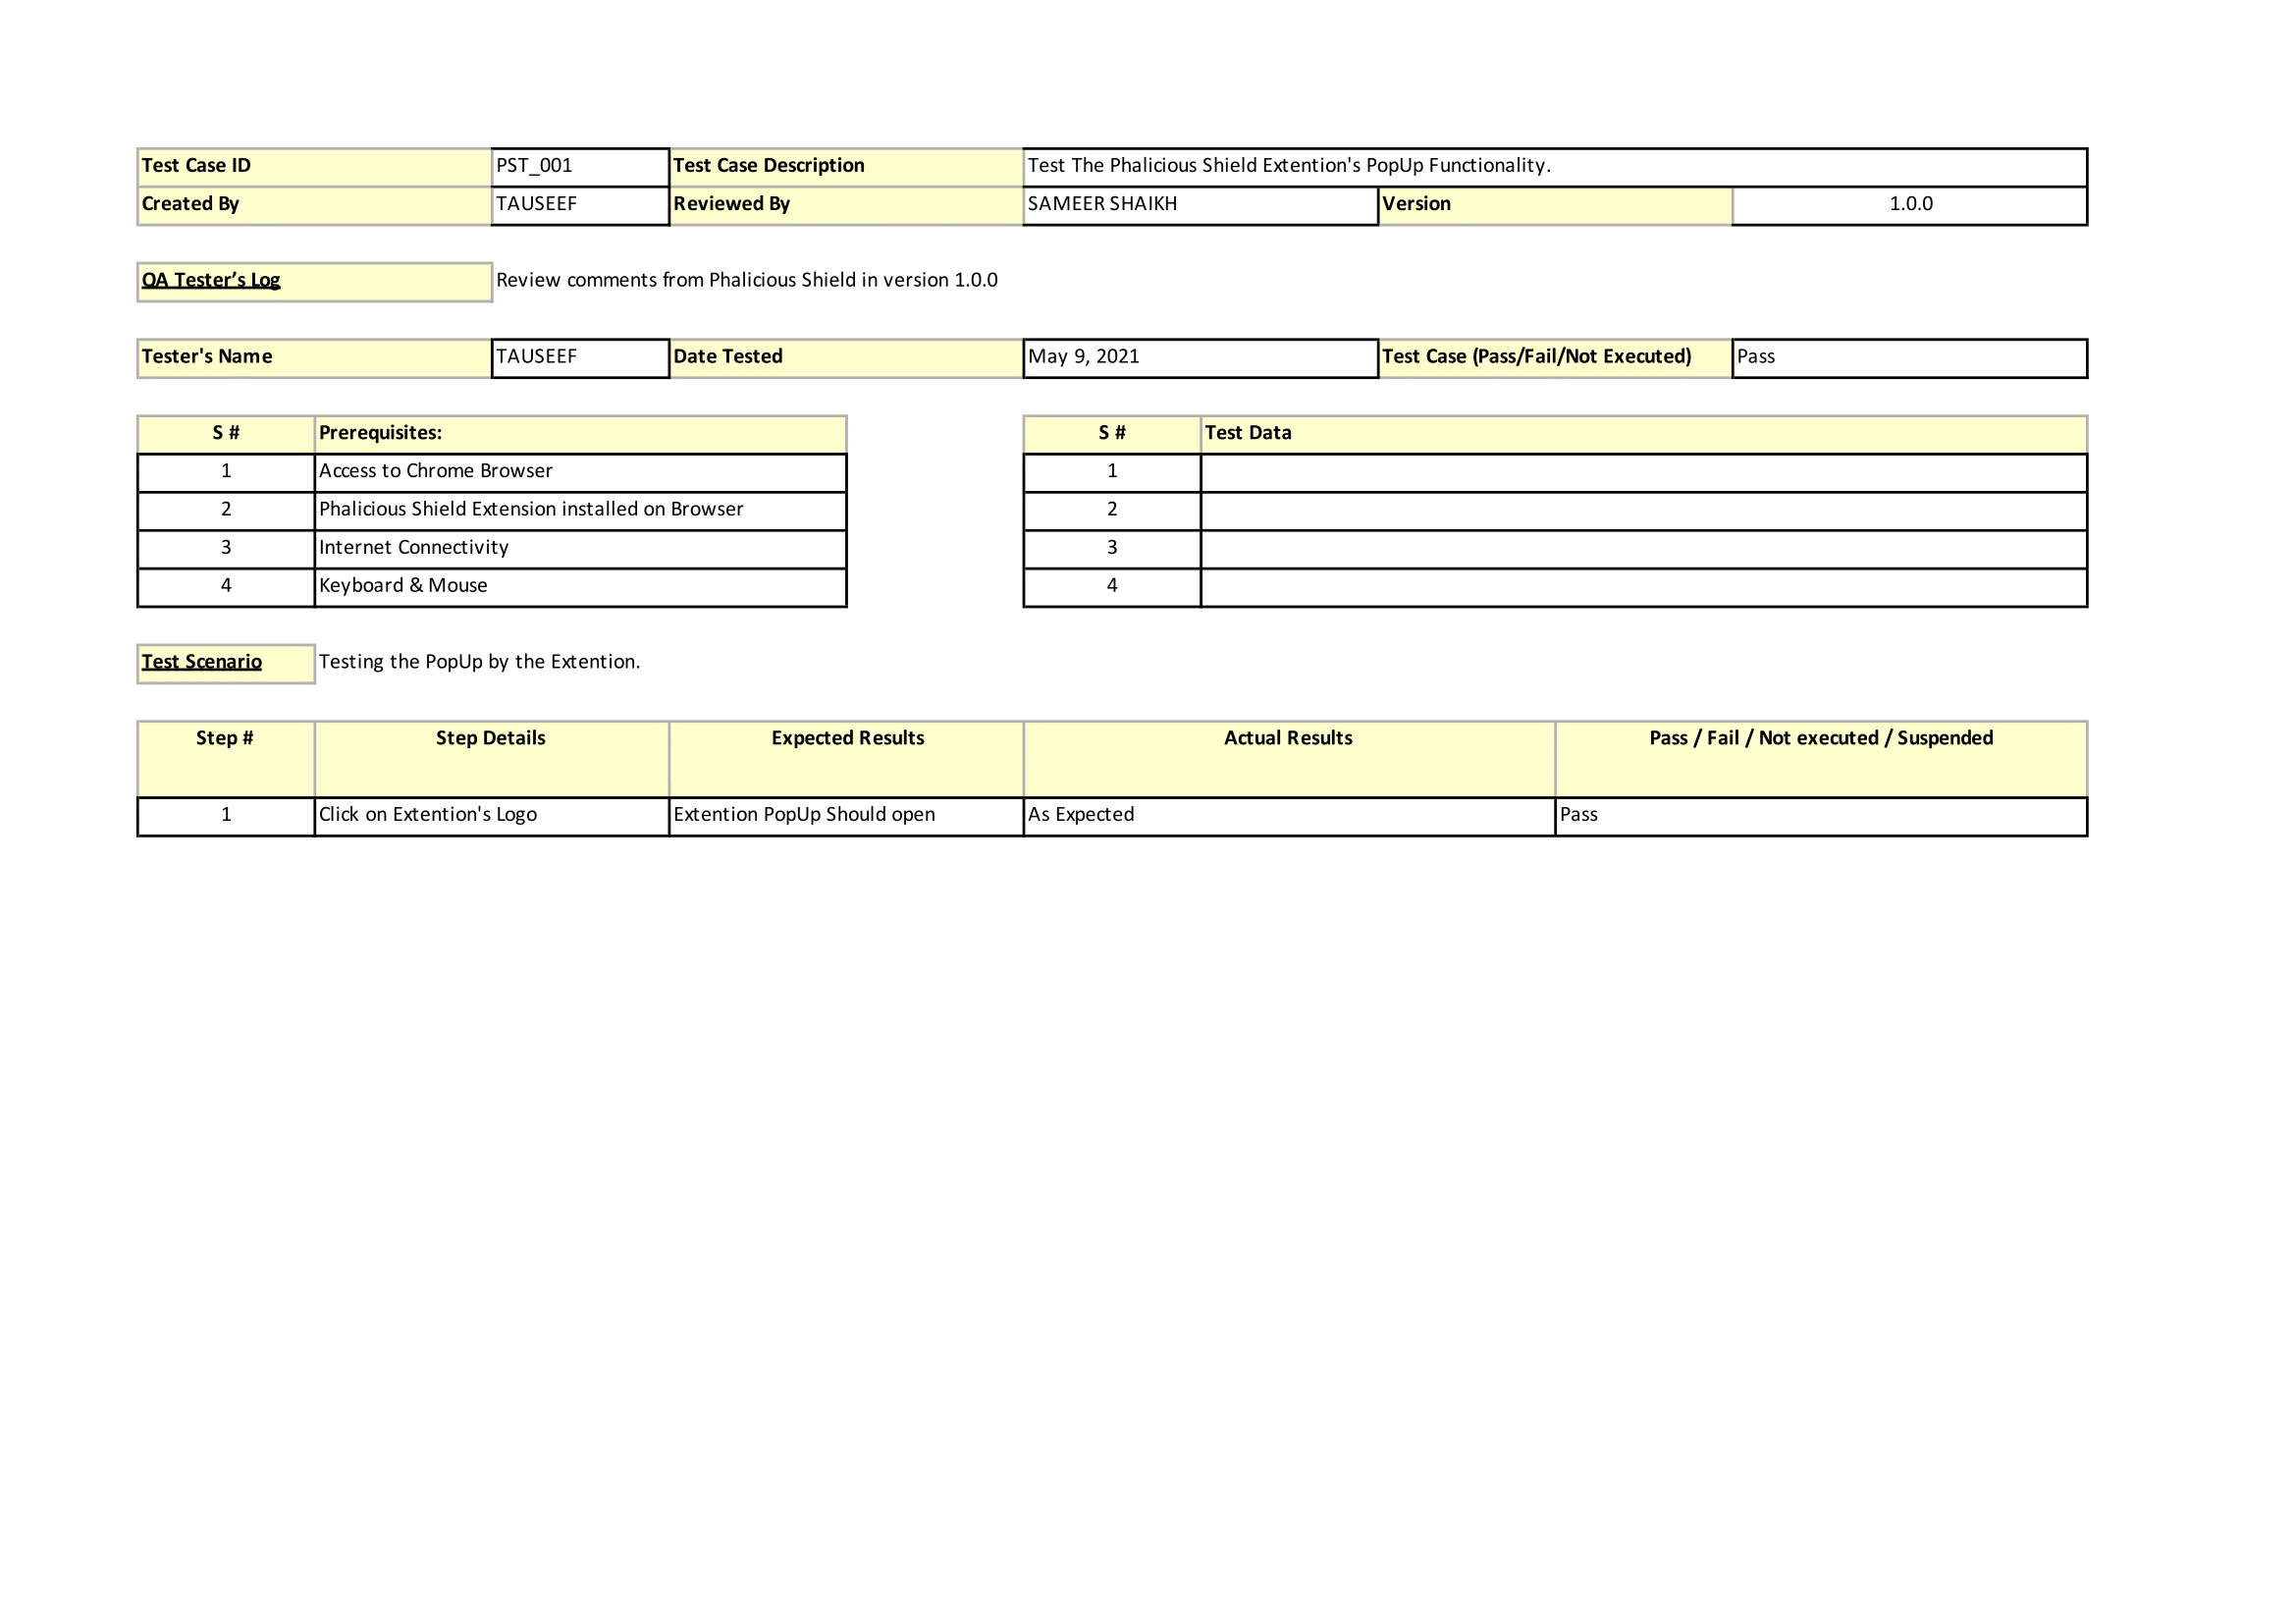 Test Case ID PST_001 Test Case Description Test The Phalicious Shield Extention's PopUp Functionality.
Created By TAUSEEF Reviewed By SAMEER SHAIKH Version 1.0.0
QA Tester’s Log Review comments from Phalicious Shield in version 1.0.0
Tester's Name TAUSEEF Date Tested May 9, 2021 Test Case (Pass/Fail/Not Executed) Pass
S # Prerequisites: S # Test Data
1 Access to Chrome Browser 1
2 Phalicious Shield Extension installed on Browser 2
3 Internet Connectivity 3
4 Keyboard & Mouse 4
Test Scenario Testing the PopUp by the Extention.
Step # Step Details Expected Results Actual Results Pass / Fail / Not executed / Suspended
1 Click on Extention's Logo Extention PopUp Should open As Expected Pass